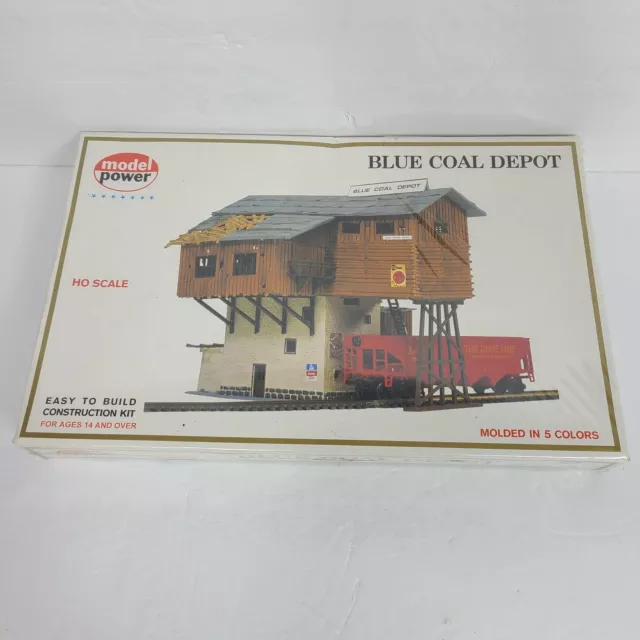 model
power
BLUE COAL DEPOT
BLUE COAL DEPOT
HO SCALE
EASY TO BUILD
CONSTRUCTION KIT
FOR AGES 14 AND OVER
MOLDED IN 5 COLORS